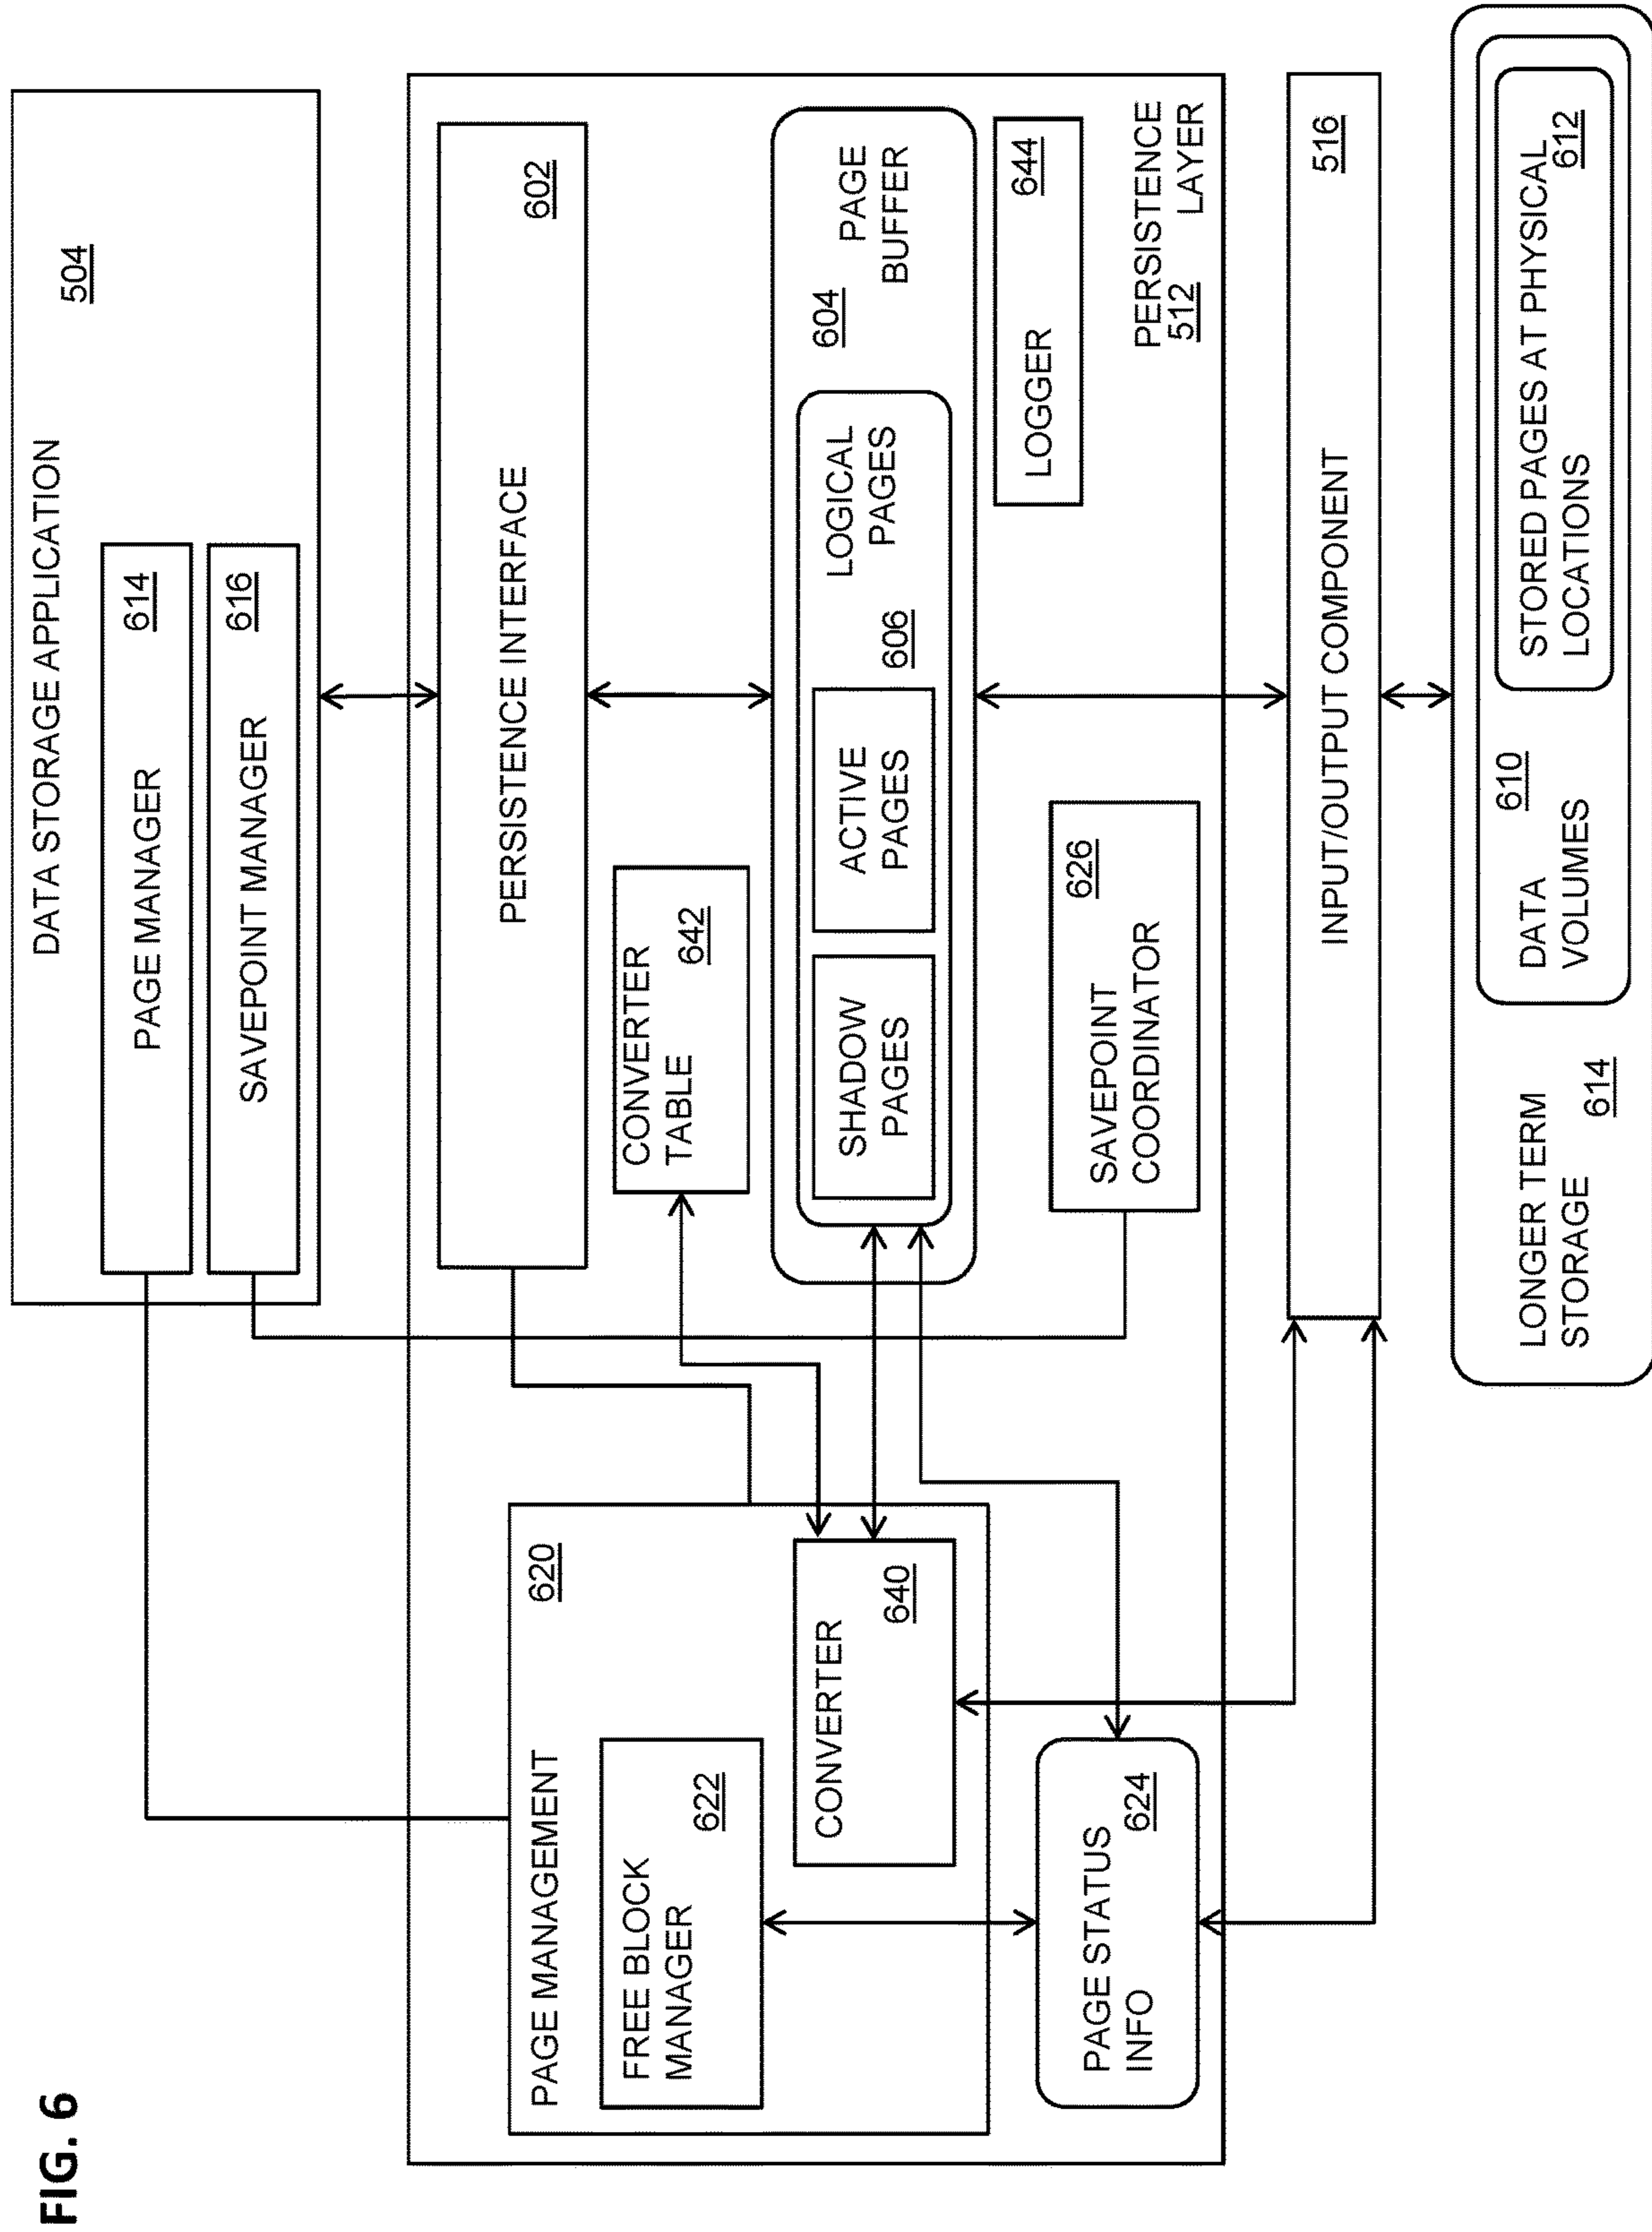 FIG. 6
DATA STORAGE APPLICATION
504
PAGE MANAGER
614
SAVEPOINT MANAGER
616
PERSISTENCE INTERFACE
602
PAGE MANAGEMENT
620
FREE BLOCK
MANAGER
622
CONVERTER
640
CONVERTER
TABLE
642
SHADOW
PAGES
ACTIVE
PAGES
LOGICAL
PAGES
606
604
PAGE
BUFFER
PAGE STATUS
INFO
624
SAVEPOINT
COORDINATOR
626
LOGGER
644
PERSISTENCE
LAYER
512
INPUT/OUTPUT COMPONENT
516
LONGER TERM
STORAGE
614
DATA
VOLUMES
610
STORED PAGES AT PHYSICAL
LOCATIONS
612